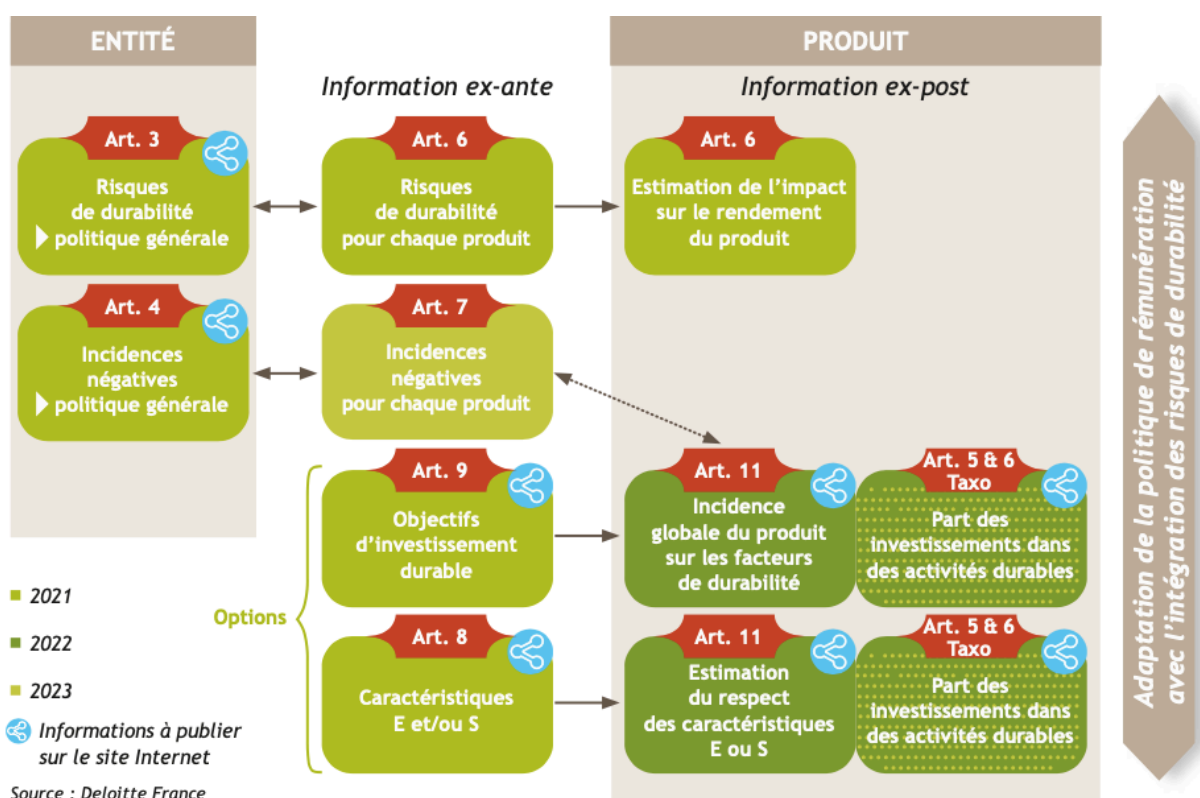 ENTITÉ
PRODUIT
Information ex-ante
Information ex-post
Art. 3
Risques
de durabilité
politique générale
Art. 6
Risques
de durabilité
pour chaque produit
Art. 6
Estimation de l'impact
sur le rendement
du produit
Art. 4
Incidences
négatives
politique générale
Art. 7
Incidences
négatives
pour chaque produit
Options
Art. 9
Objectifs
d'investissement
durable
Art. 11
Incidence
globale du produit
sur les facteurs
de durabilité
Art. 5 & 6
Taxo
Part des
investissements dans
des activités durables
Art. 8
Caractéristiques
E et/ou S
Art. 11
Estimation
du respect
des caractéristiques
E ou S
Art. 5 & 6
Taxo
Part des
investissements dans
des activités durables
Adaptation de la politique de rémunération
avec l'intégration des risques de durabilité
2021
2022
2023
Informations à publier
sur le site Internet
Source : Deloitte France